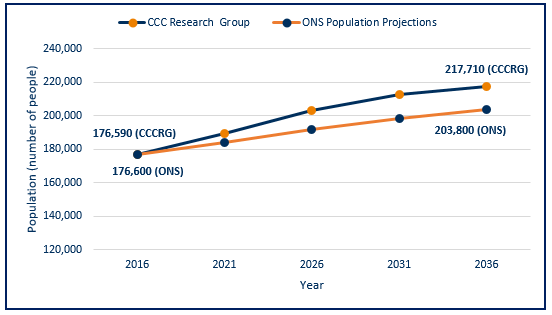 CCC Research Group
ONS Population Projections
240,000
220,000
200,000
180,000
160,000
140,000
120,000
Population (number of people)
217,710 (CCCRG)
176,590 (CCCRG)
203,800 (ONS)
176,600 (ONS)
2016 2021 2026 2031 2036
Year